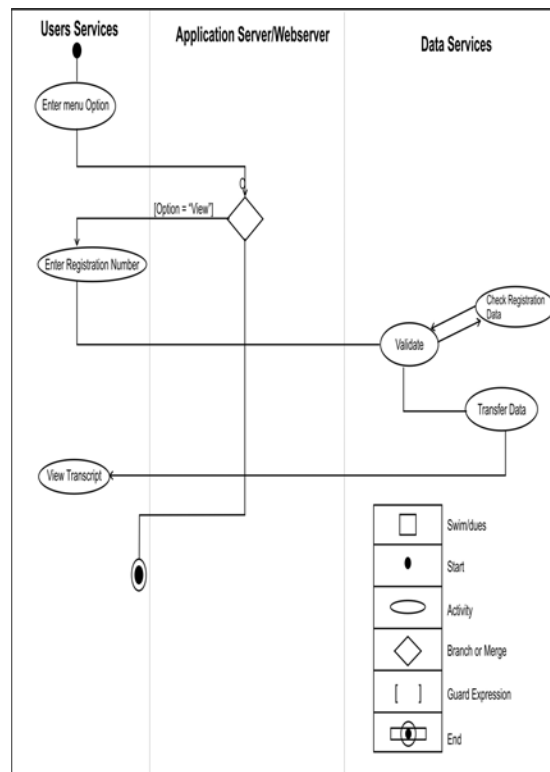 Users Services
Application Server/Webserver
Data Services
Enter menu Option
[Option = "View"]
Enter Registration Number
Check Registration
Data
Validate
Transfer Data
View Transcript
Swim/dues
Start
Activity
Branch or Merge
[ ]
Guard Expression
End